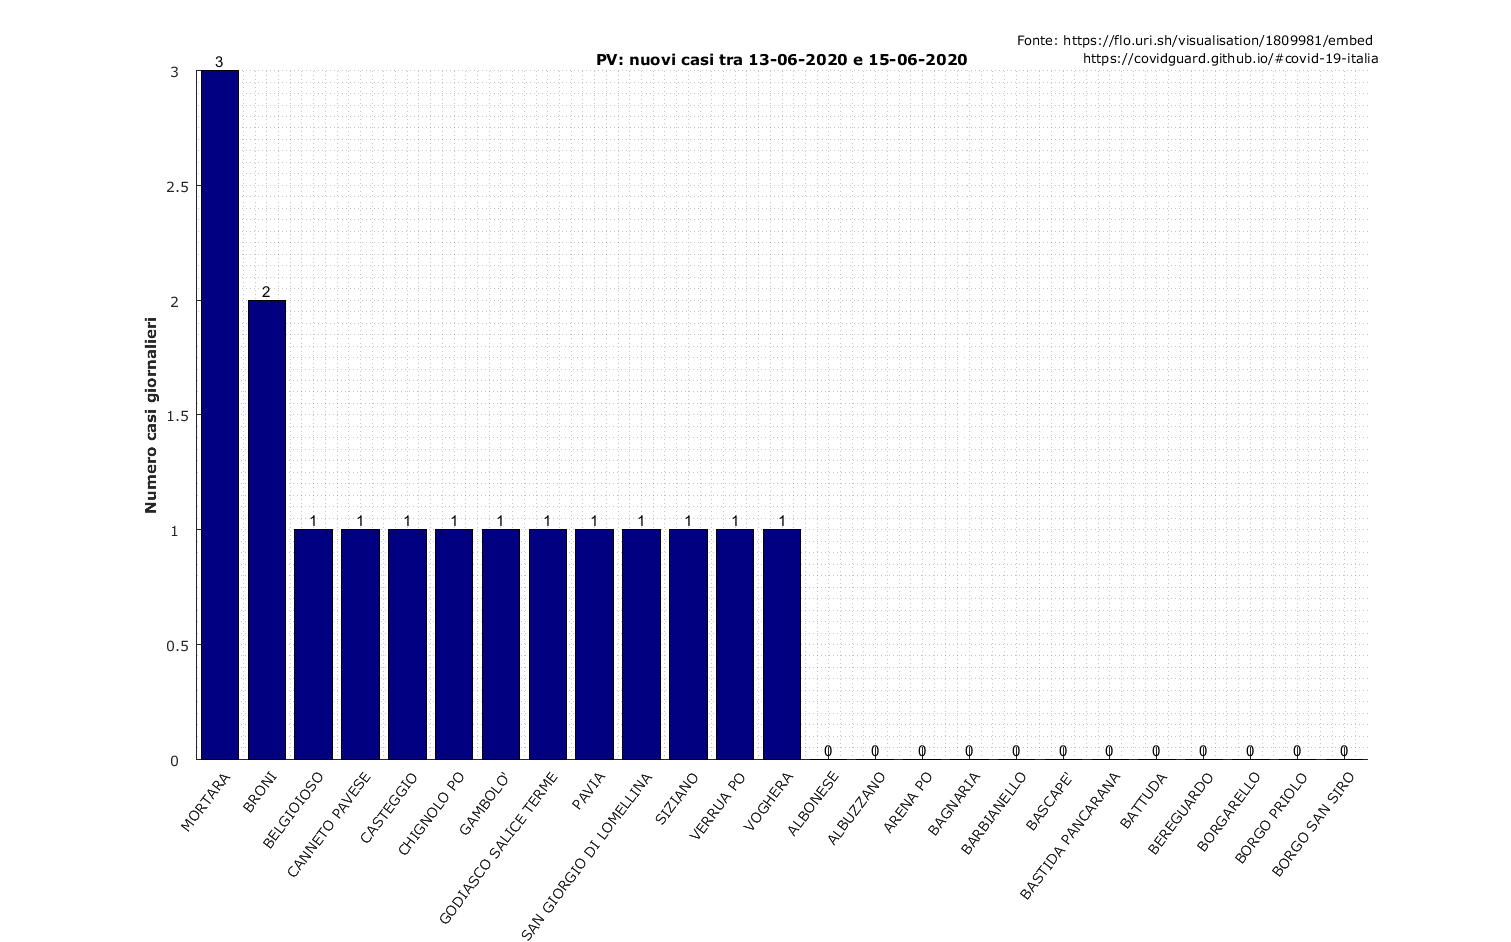 Fonte: https://flo.uri.sh/visualisation/1809981/embed
https://covidguard.github.io/#covid-19-italia
PV: nuovi casi tra 13-06-2020 e 15-06-2020
Numero casi giornalieri
3
2.5
2
1.5
1
0.5
0
3
2
1
1
1
1
1
1
1
1
1
1
1
0
0
0
0
0
0
0
0
0
0
0
0
MORTARA
BRONI
BELGIOIOSO
CANNETO PAVESE
CASTEGGIO
CHIGNOLO PO
GAMBOLO'
GODIASCO SALICE TERME
PAVIA
SAN GIORGIO DI LOMELLINA
SIZIANO
VERRUA PO
VOGHERA
ALBONESE
ALBUZZANO
ARENA PO
BAGNARIA
BARBIANELLO
BASCAPE'
BASTIDA PANCARANA
BATTUDA
BEREGUARDO
BORGARELLO
BORGO PRIOLO
BORGO SAN SIRO